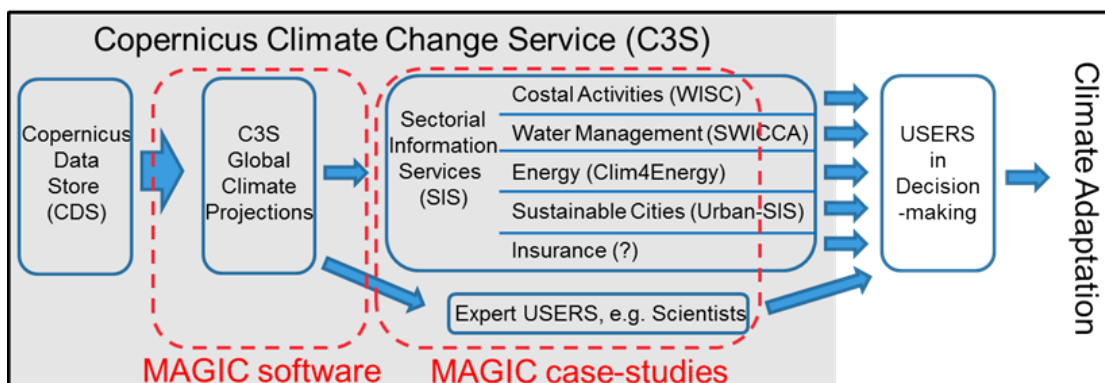 Copernicus Climate Change Service (C3S)
Copernicus
Data
Store
(CDS)
C3S
Global
Climate
Projections
Sectorial
Information
Services
(SIS)
Costal Activities (WISC)
Water Management (SWICCA)
Energy (Clim4Energy)
Sustainable Cities (Urban-SIS)
Insurance (?)
Expert USERS, e.g. Scientists
USERS
in
Decision
-making
Climate Adaptation
MAGIC software
MAGIC case-studies